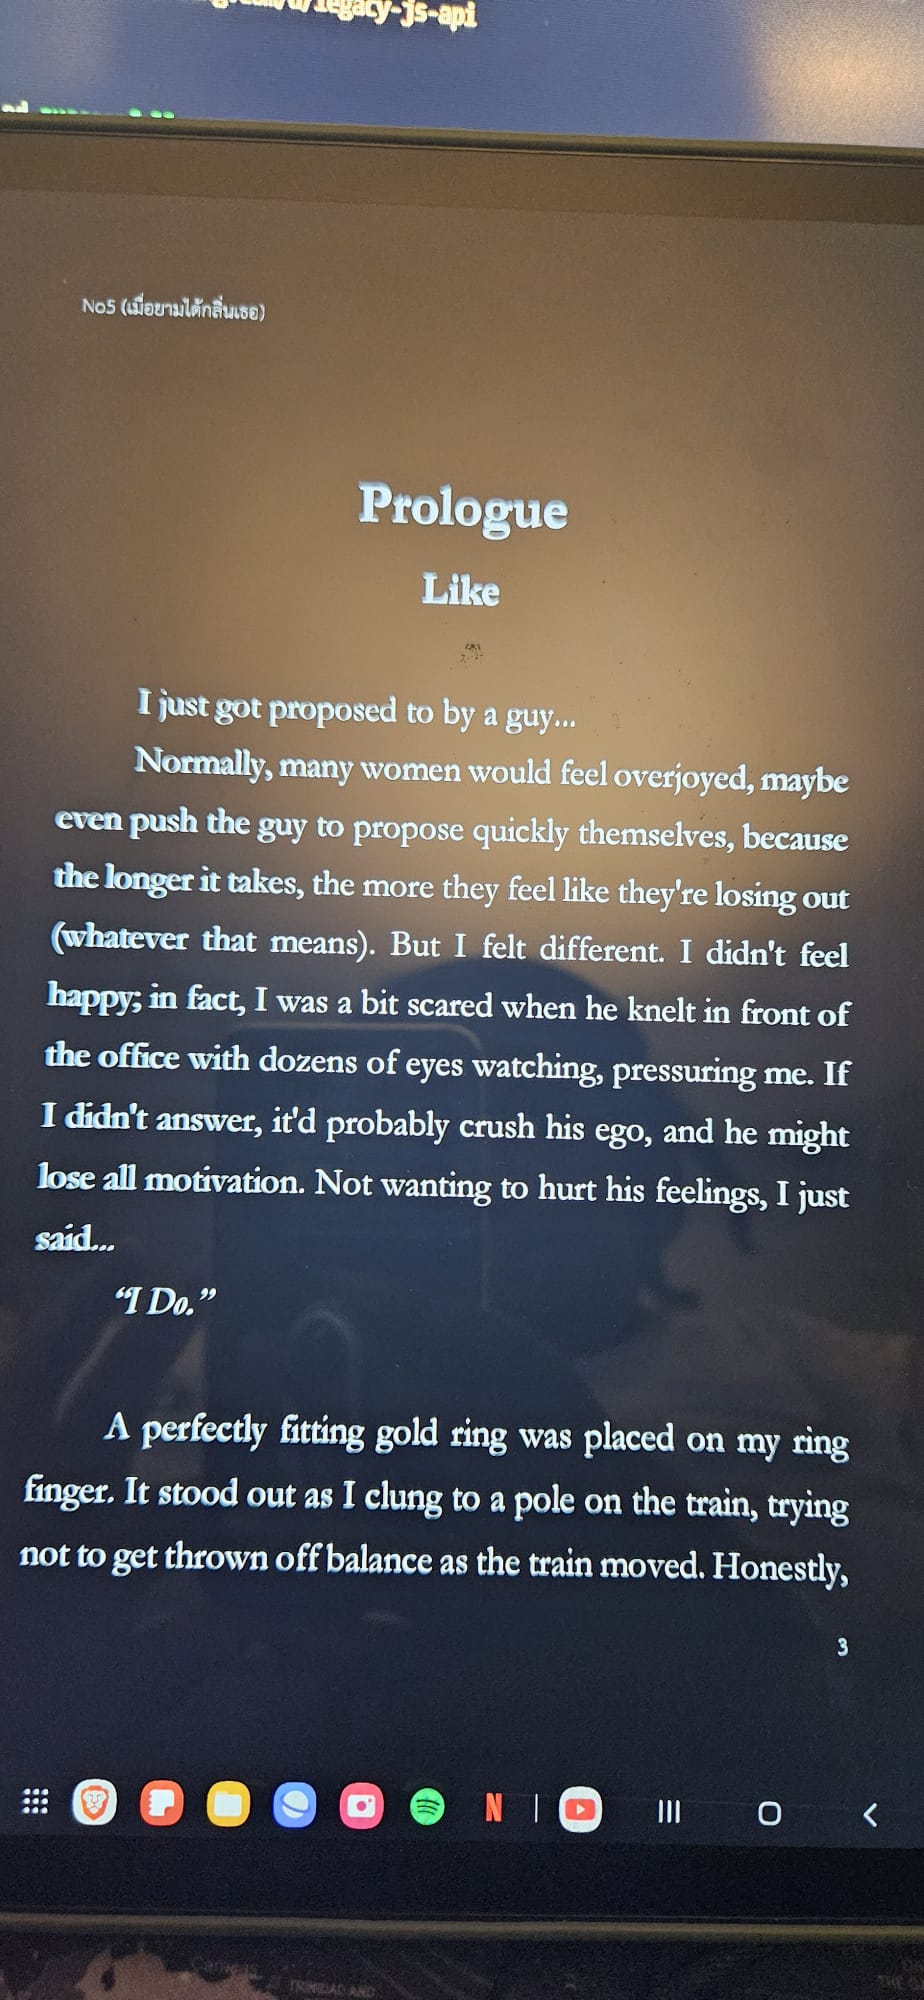 legacy-js-api
No5 (เมื่อยามได้กลิ่นเธอ)
Prologue
Like
I just got proposed to by a guy...
Normally, many women would feel overjoyed, maybe
even push the guy to propose quickly themselves, because
the longer it takes, the more they feel like they're losing out
(whatever that means). But I felt different. I didn't feel
happy; in fact, I was a bit scared when he knelt in front of
the office with dozens of eyes watching, pressuring me. If
I didn't answer, it'd probably crush his ego, and he might
lose all motivation. Not wanting to hurt his feelings, I just
said...
“I Do.”
A perfectly fitting gold ring was placed on my ring
finger. It stood out as I clung to a pole on the train, trying
not to get thrown off balance as the train moved. Honestly,
3
N
TRINIDAD AND